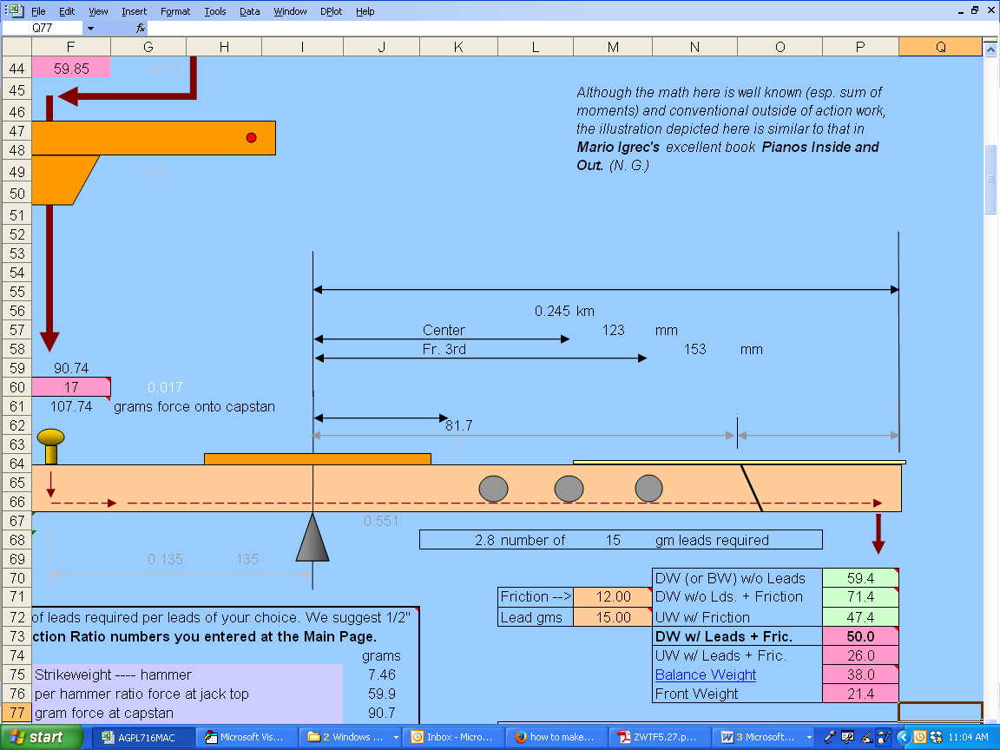 File Edit View Insert Format Tools Data Window DPlot Help
Q77 fx
F G H I J K L M N O P Q
44 59.85
45 Although the math here is well known (esp. sum of
46 moments) and conventional outside of action work,
47 the illustration depicted here is similar to that in
48 Mario Igrec's excellent book Pianos Inside and
49 Out. (N. G.)
50
51
52
53
54
55
56 0.245 km
57 Center 123 mm
58 Fr. 3rd 153 mm
59 90.74
60 17 0.017
61 107.74 grams force onto capstan
62 81.7
63
64
65
66
67 0.551
68 2.8 number of 15 gm leads required
69 0.135 135
70 DW (or BW) w/o Leads 59.4
71 Friction --> 12.00 DW w/o Lds. + Friction 71.4
72 of leads required per leads of your choice. We suggest 1/2" Lead gms 15.00 UW w/ Friction 47.4
73 ction Ratio numbers you entered at the Main Page. DW w/ Leads + Fric. 50.0
74 grams UW w/ Leads + Fric. 26.0
75 Strikeweight ---- hammer 7.46 Balance Weight 38.0
76 per hammer ratio force at jack top 59.9 Front Weight 21.4
77 gram force at capstan 90.7
start AGPL716MAC Microsoft Vis... 2 Windows ... Inbox - Micro... how to make... ZWTF5.27.p... 3 Microsoft... 11:04 AM